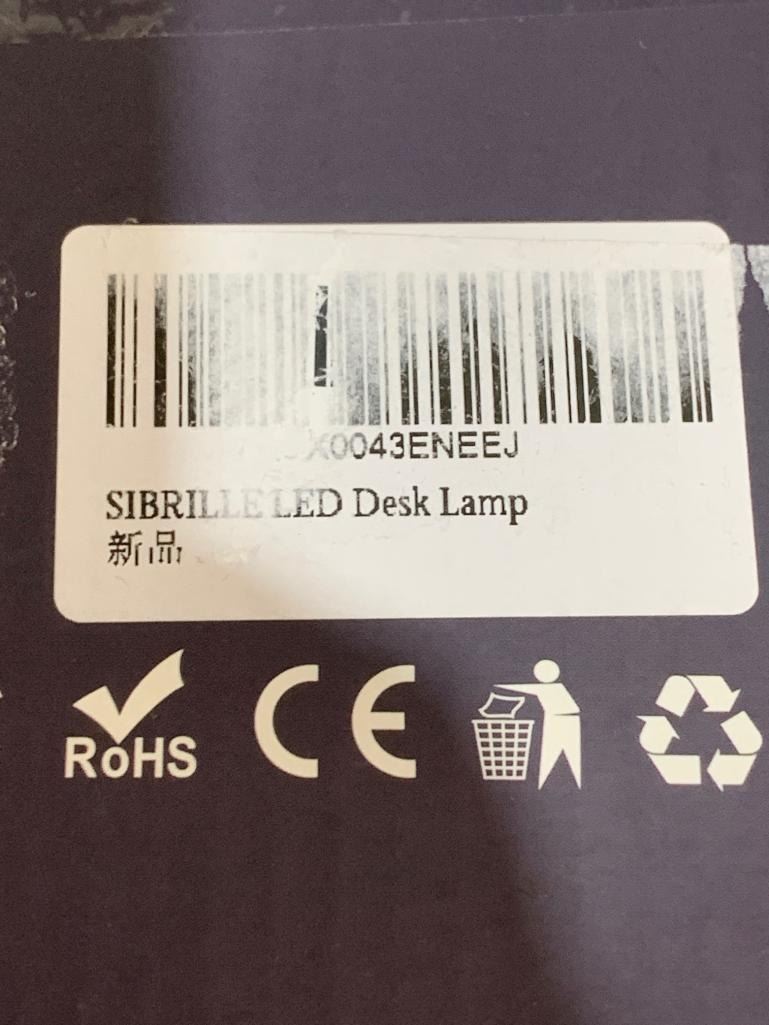 X0043ENEEJ
SIBRILLE LED Desk Lamp
新品
RoHS
CE